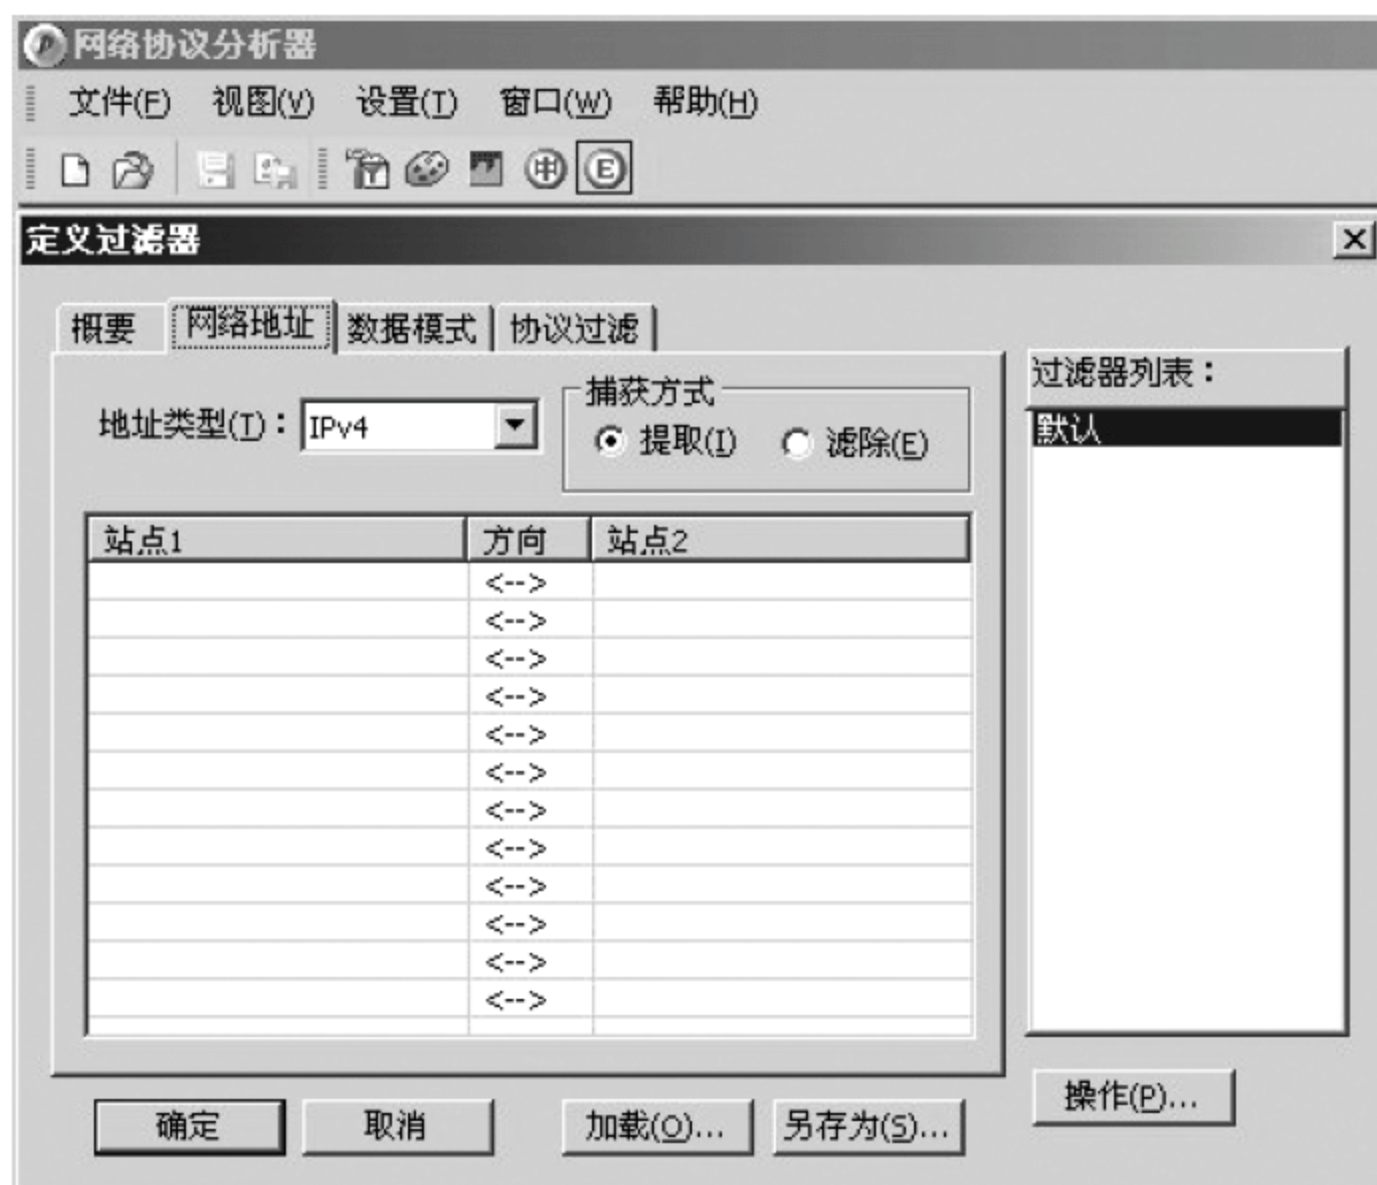 网络协议分析器
文件(F) 视图(V) 设置(T) 窗口(W) 帮助(H)
E
定义过滤器
概要 网络地址 数据模式 协议过滤
过滤器列表：
地址类型(T)： IPv4
捕获方式
提取(I) 滤除(E)
默认
站点1 方向 站点2
<-->
<-->
<-->
<-->
<-->
<-->
<-->
<-->
<-->
<-->
<-->
<-->
确定 取消 加载(O)... 另存为(S)... 操作(P)...